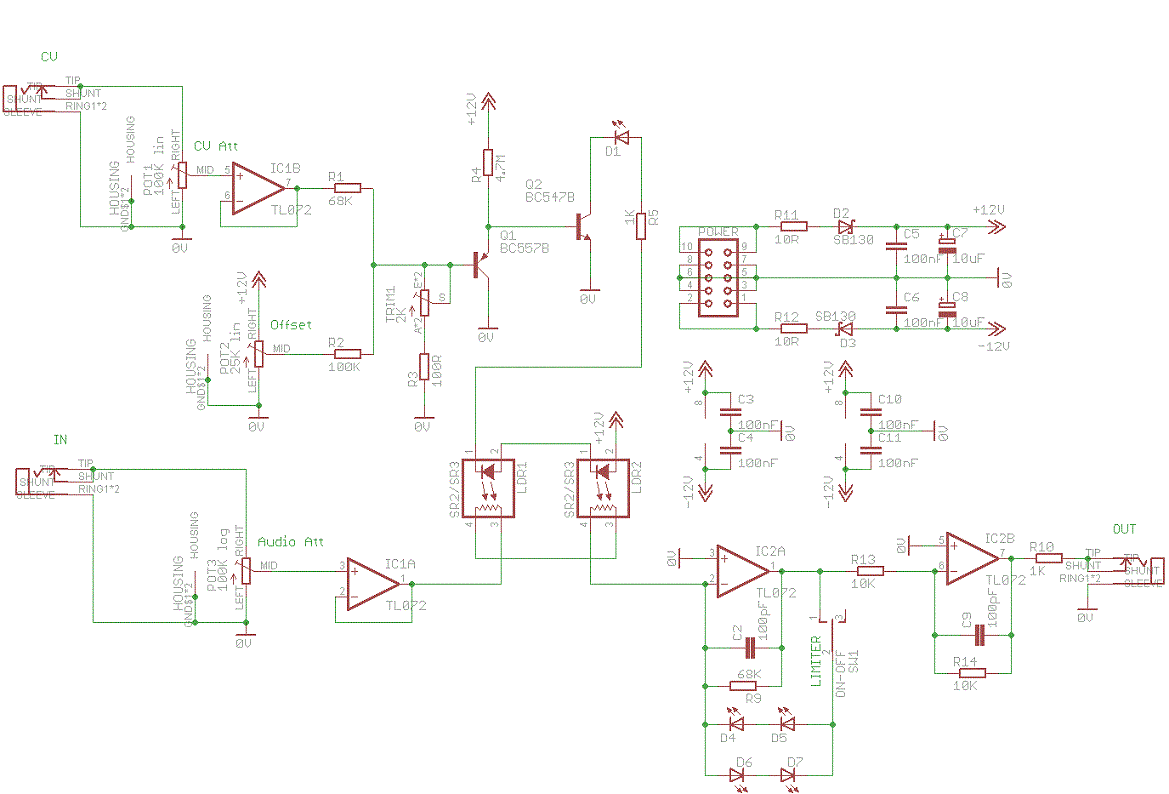 CV
TIP
TIP
SHUNT
SHUNT
RING1*2
SLEEVE
HOUSING
HOUSING
GND$1*2
POT1
100K lin
RIGHT
LEFT
MID
CV Att
0V
5
6
7
IC1B
TL072
R1
68K
+12V
R4
4.7M
Q1
BC557B
0V
Q2
BC547B
0V
D1
1K
R5
HOUSING
HOUSING
GND$1*2
POT2
25K lin
+12V
RIGHT
LEFT
MID
Offset
0V
R2
100K
TRIM1
2K
E*2
S
A*2
R3
100R
0V
POWER
10
8
6
4
2
9
7
5
3
1
R11
10R
D2
SB130
C5
100nF
C7
10uF
+12V
0V
R12
10R
SB130
D3
C6
100nF
C8
10uF
-12V
+12V
8
C3
100nF
0V
C4
100nF
4
-12V
+12V
8
C10
100nF
0V
C11
100nF
4
-12V
IN
TIP
TIP
SHUNT
SHUNT
RING1*2
SLEEVE
HOUSING
HOUSING
GND$1*2
POT3
100K log
RIGHT
LEFT
MID
Audio Att
0V
3
2
1
IC1A
TL072
SR2/SR3
1
2
4
3
LDR1
SR2/SR3
1
2
4
3
LDR2
+12V
0V
3
2
1
IC2A
TL072
C2
100pF
68K
R9
D4
D5
D6
D7
LIMITER
1
3
2
ON-OFF
SW1
R13
10K
0V
5
6
7
IC2B
TL072
C9
100pF
R14
10K
R10
1K
OUT
TIP
TIP
SHUNT
SHUNT
RING1*2
SLEEVE
0V